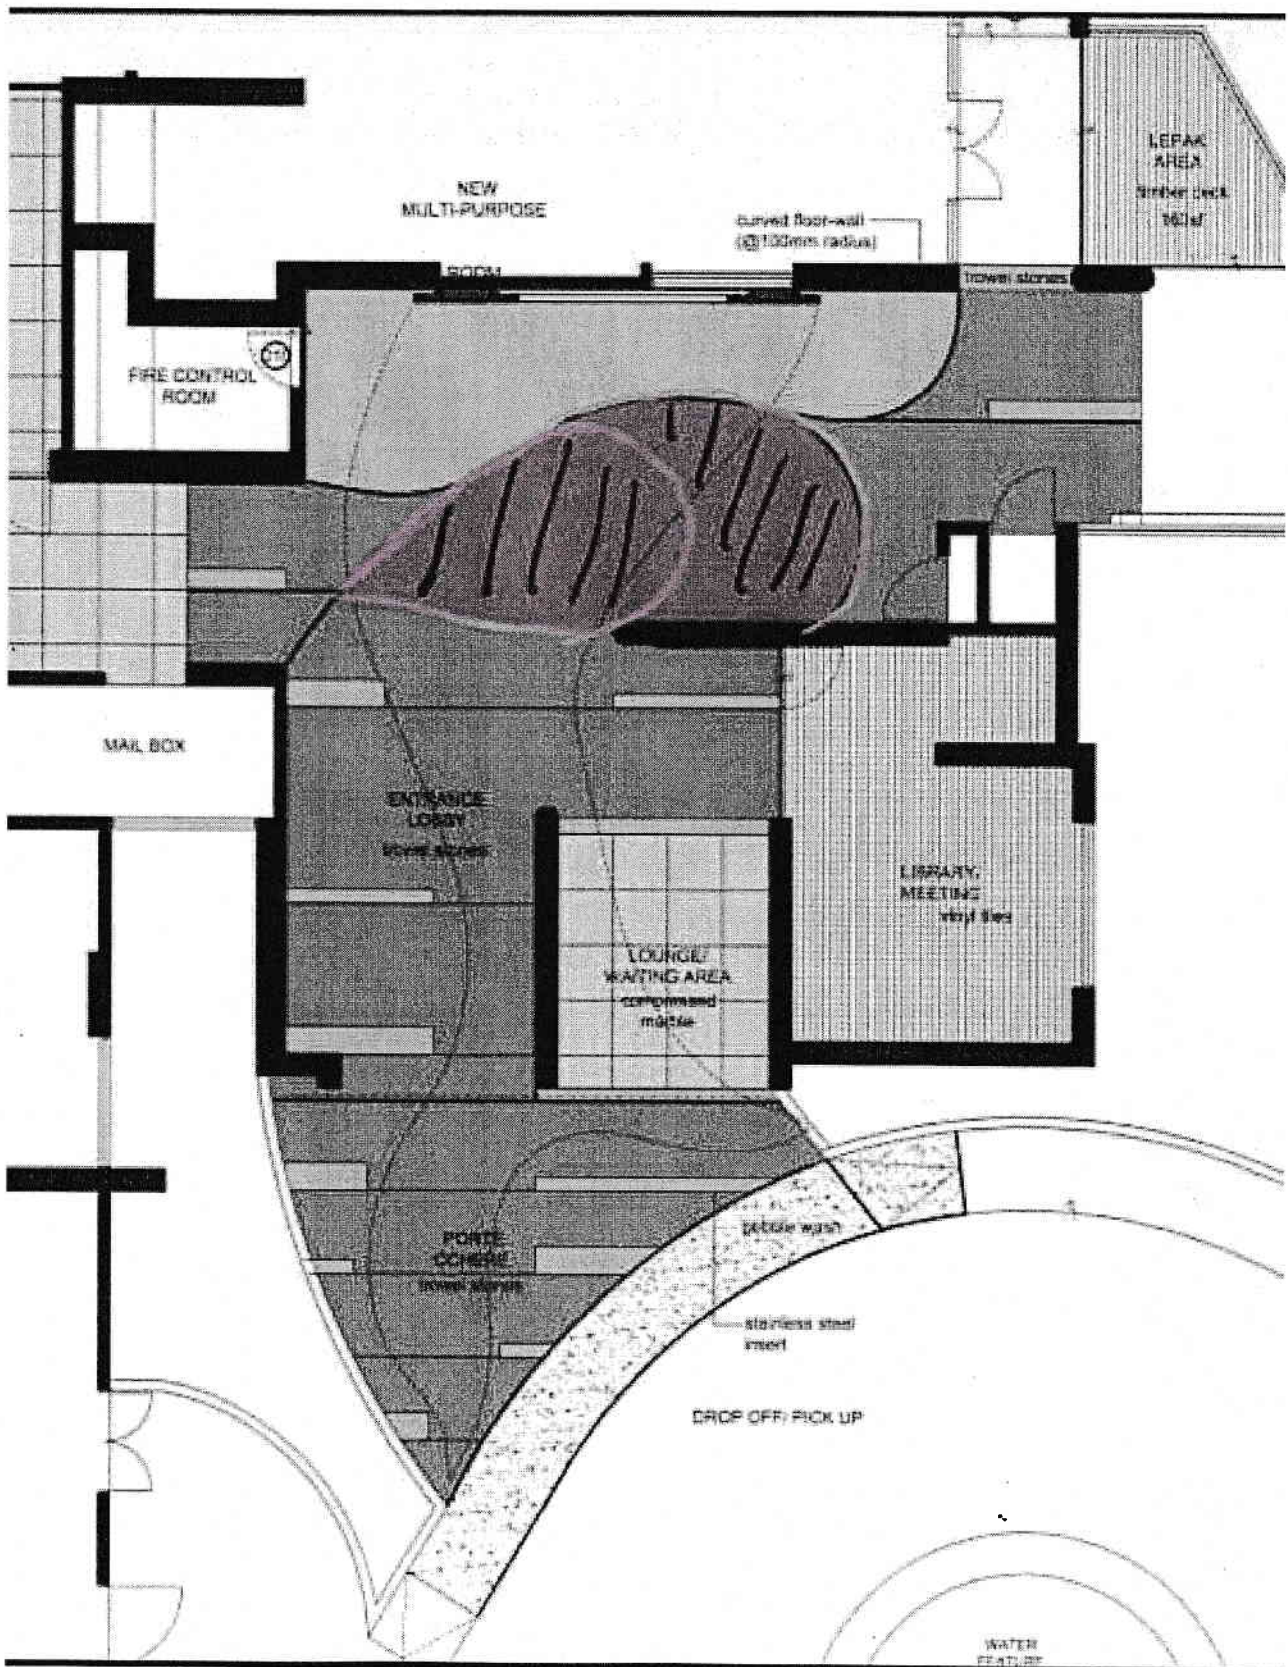 LEPAK
AREA
timber deck
NEW
MULTI-PURPOSE
ROOM
curved floor-wall
(@100mm radius)
trowel stones
FIRE CONTROL
ROOM
MAIL BOX
ENTRANCE
LOBBY
trowel stones
LIBRARY/
MEETING
vinyl tiles
LOUNGE/
WAITING AREA
compressed
marble
PORTE
COCHERE
trowel stones
pebble wash
stainless steel
insert
DROP OFF/ PICK UP
WATER
FEATURE